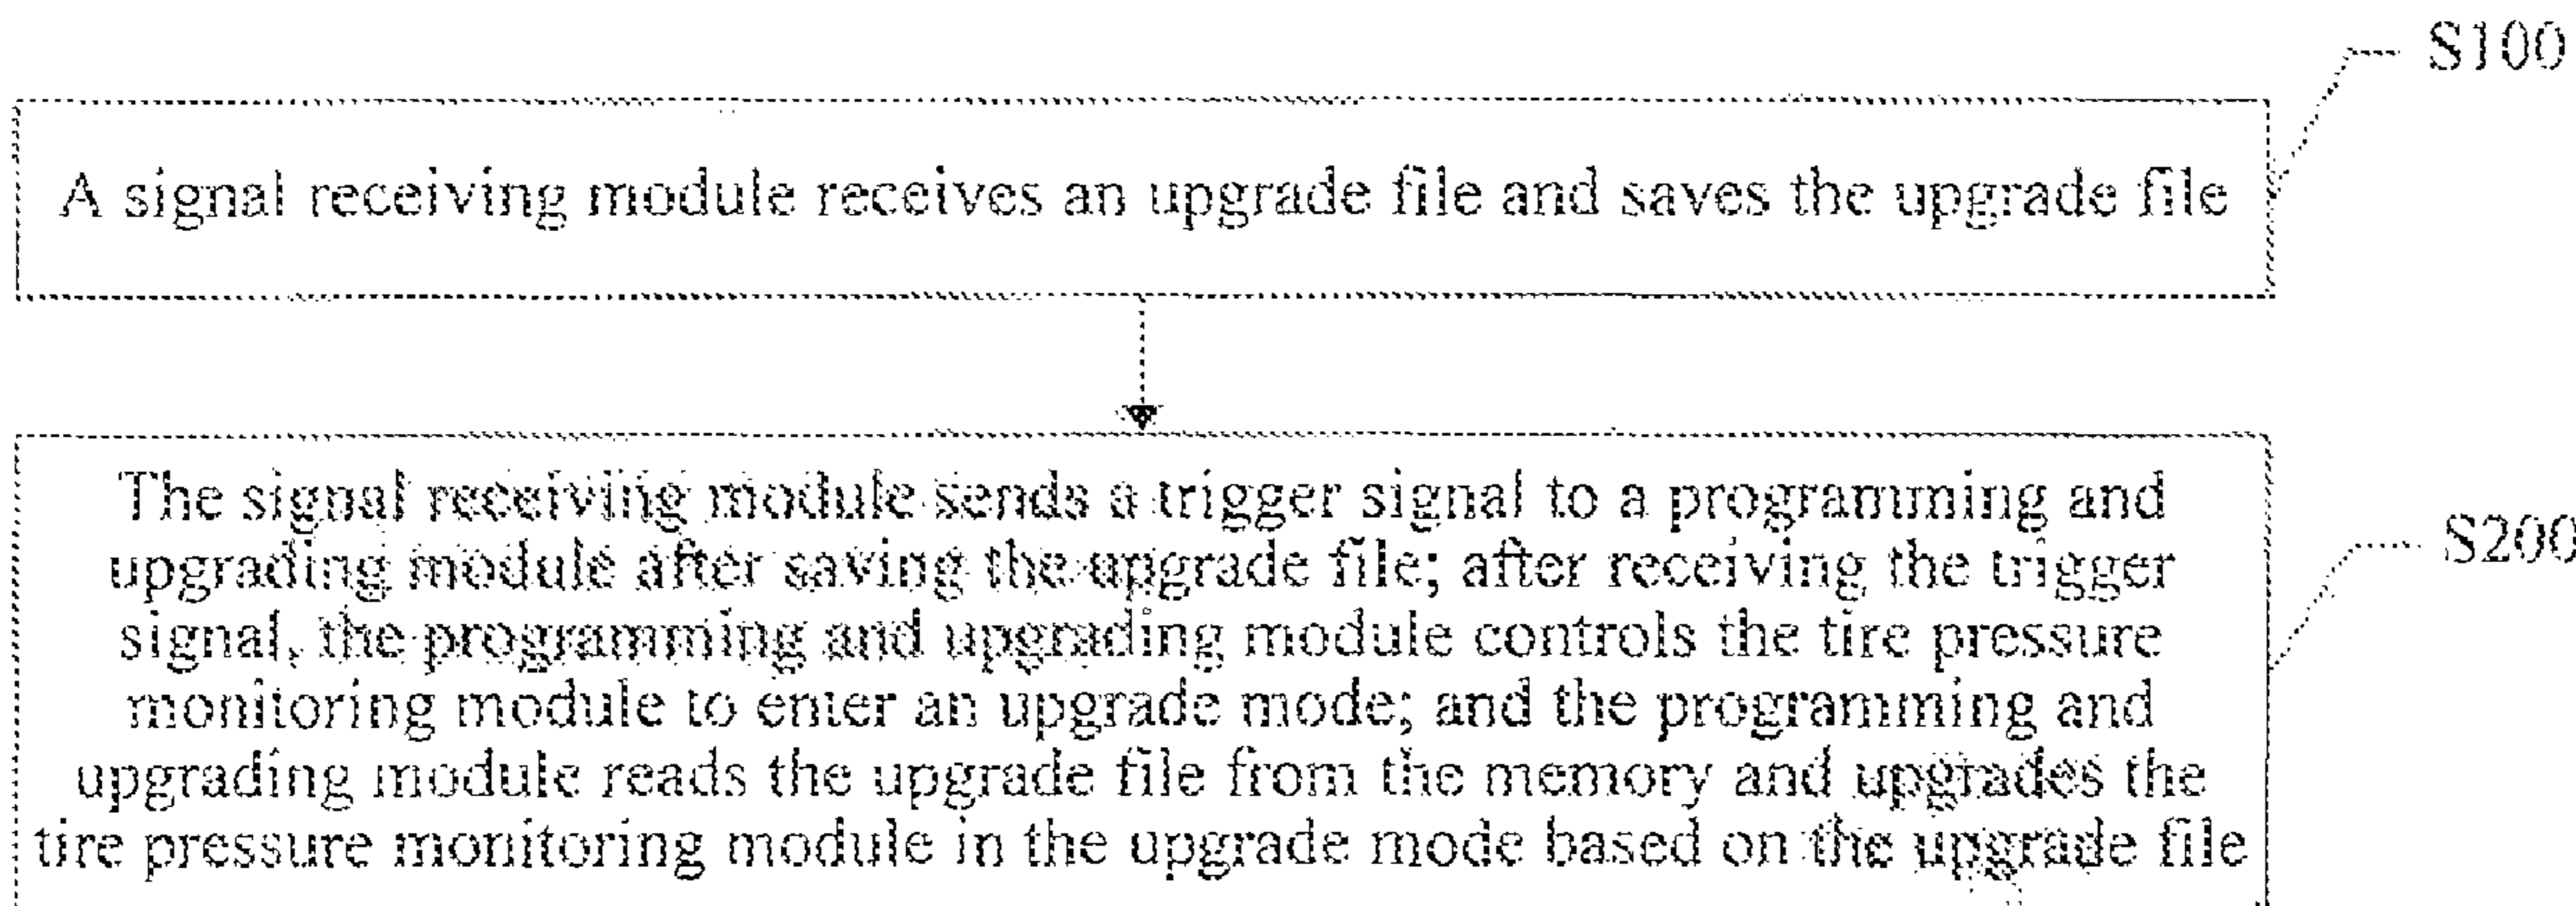 S100
A signal receiving module receives an upgrade file and saves the upgrade file
The signal receiving module sends a trigger signal to a programming and
upgrading module after saving the upgrade file; after receiving the trigger
S200
signal, the programming and upgrading module controls the tire pressure
monitoring module to enter an upgrade mode; and the programming and
upgrading module reads the upgrade file from the memory and upgrades the
tire pressure monitoring module in the upgrade mode based on the upgrade file